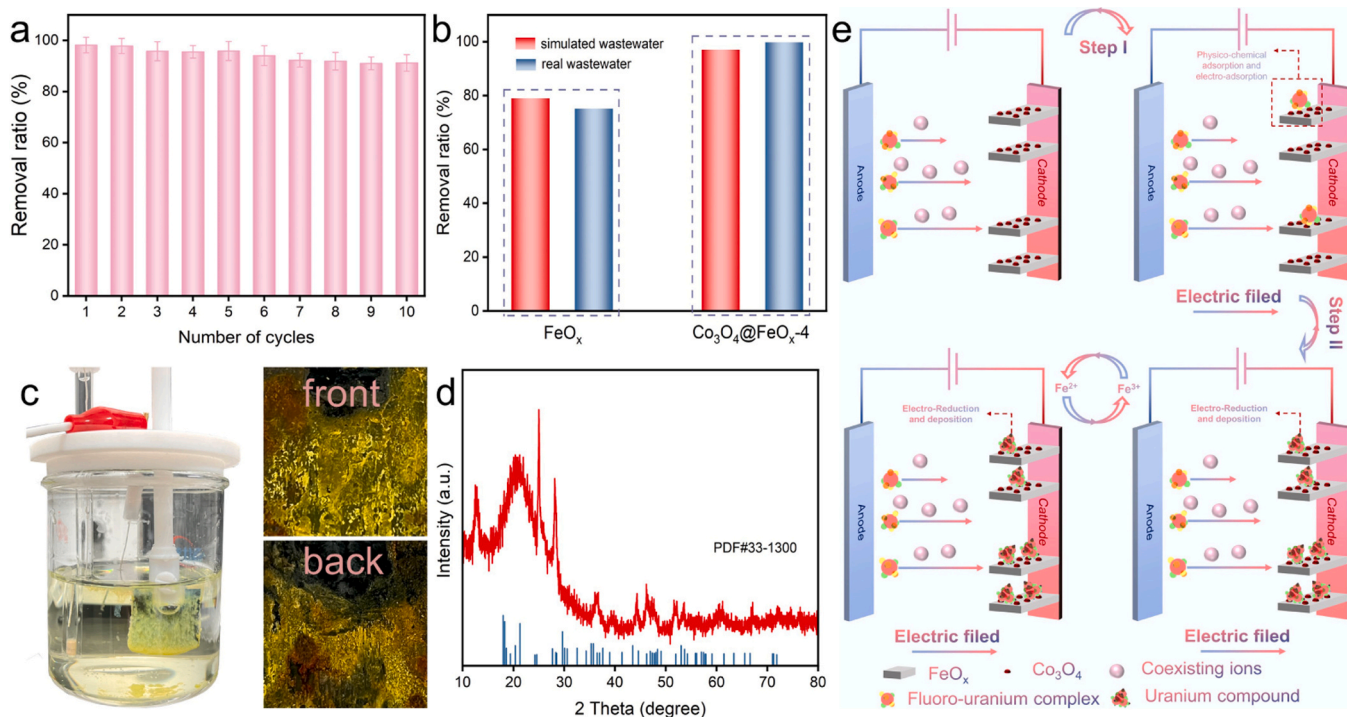 a
Removal ratio (%)
100
80
60
40
20
0
1 2 3 4 5 6 7 8 9 10
Number of cycles
b
Removal ratio (%)
100
80
60
40
20
0
simulated wastewater
real wastewater
FeOₓ
Co₃O₄@FeOₓ-4
c
front
back
d
Intensity (a.u.)
PDF#33-1300
10 20 30 40 50 60 70 80
2 Theta (degree)
e
Step I
Anode
Cathode
Physico-chemical
adsorption and
electro-adsorption
Anode
Cathode
Electric filed
Step II
Electro-Reduction
and deposition
Anode
Cathode
Fe²⁺
Fe³⁺
Electro-Reduction
and deposition
Anode
Cathode
Electric filed
Electric filed
FeOₓ
Co₃O₄
Coexisting ions
Fluoro-uranium complex
Uranium compound